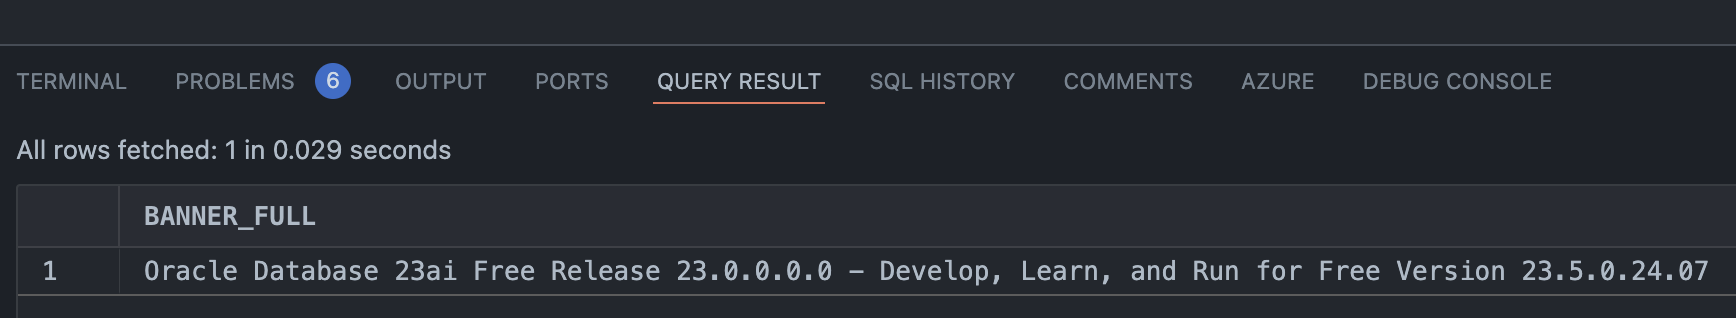 TERMINAL PROBLEMS 6 OUTPUT PORTS QUERY RESULT SQL HISTORY COMMENTS AZURE DEBUG CONSOLE
All rows fetched: 1 in 0.029 seconds
BANNER_FULL
1 Oracle Database 23ai Free Release 23.0.0.0.0 – Develop, Learn, and Run for Free Version 23.5.0.24.07